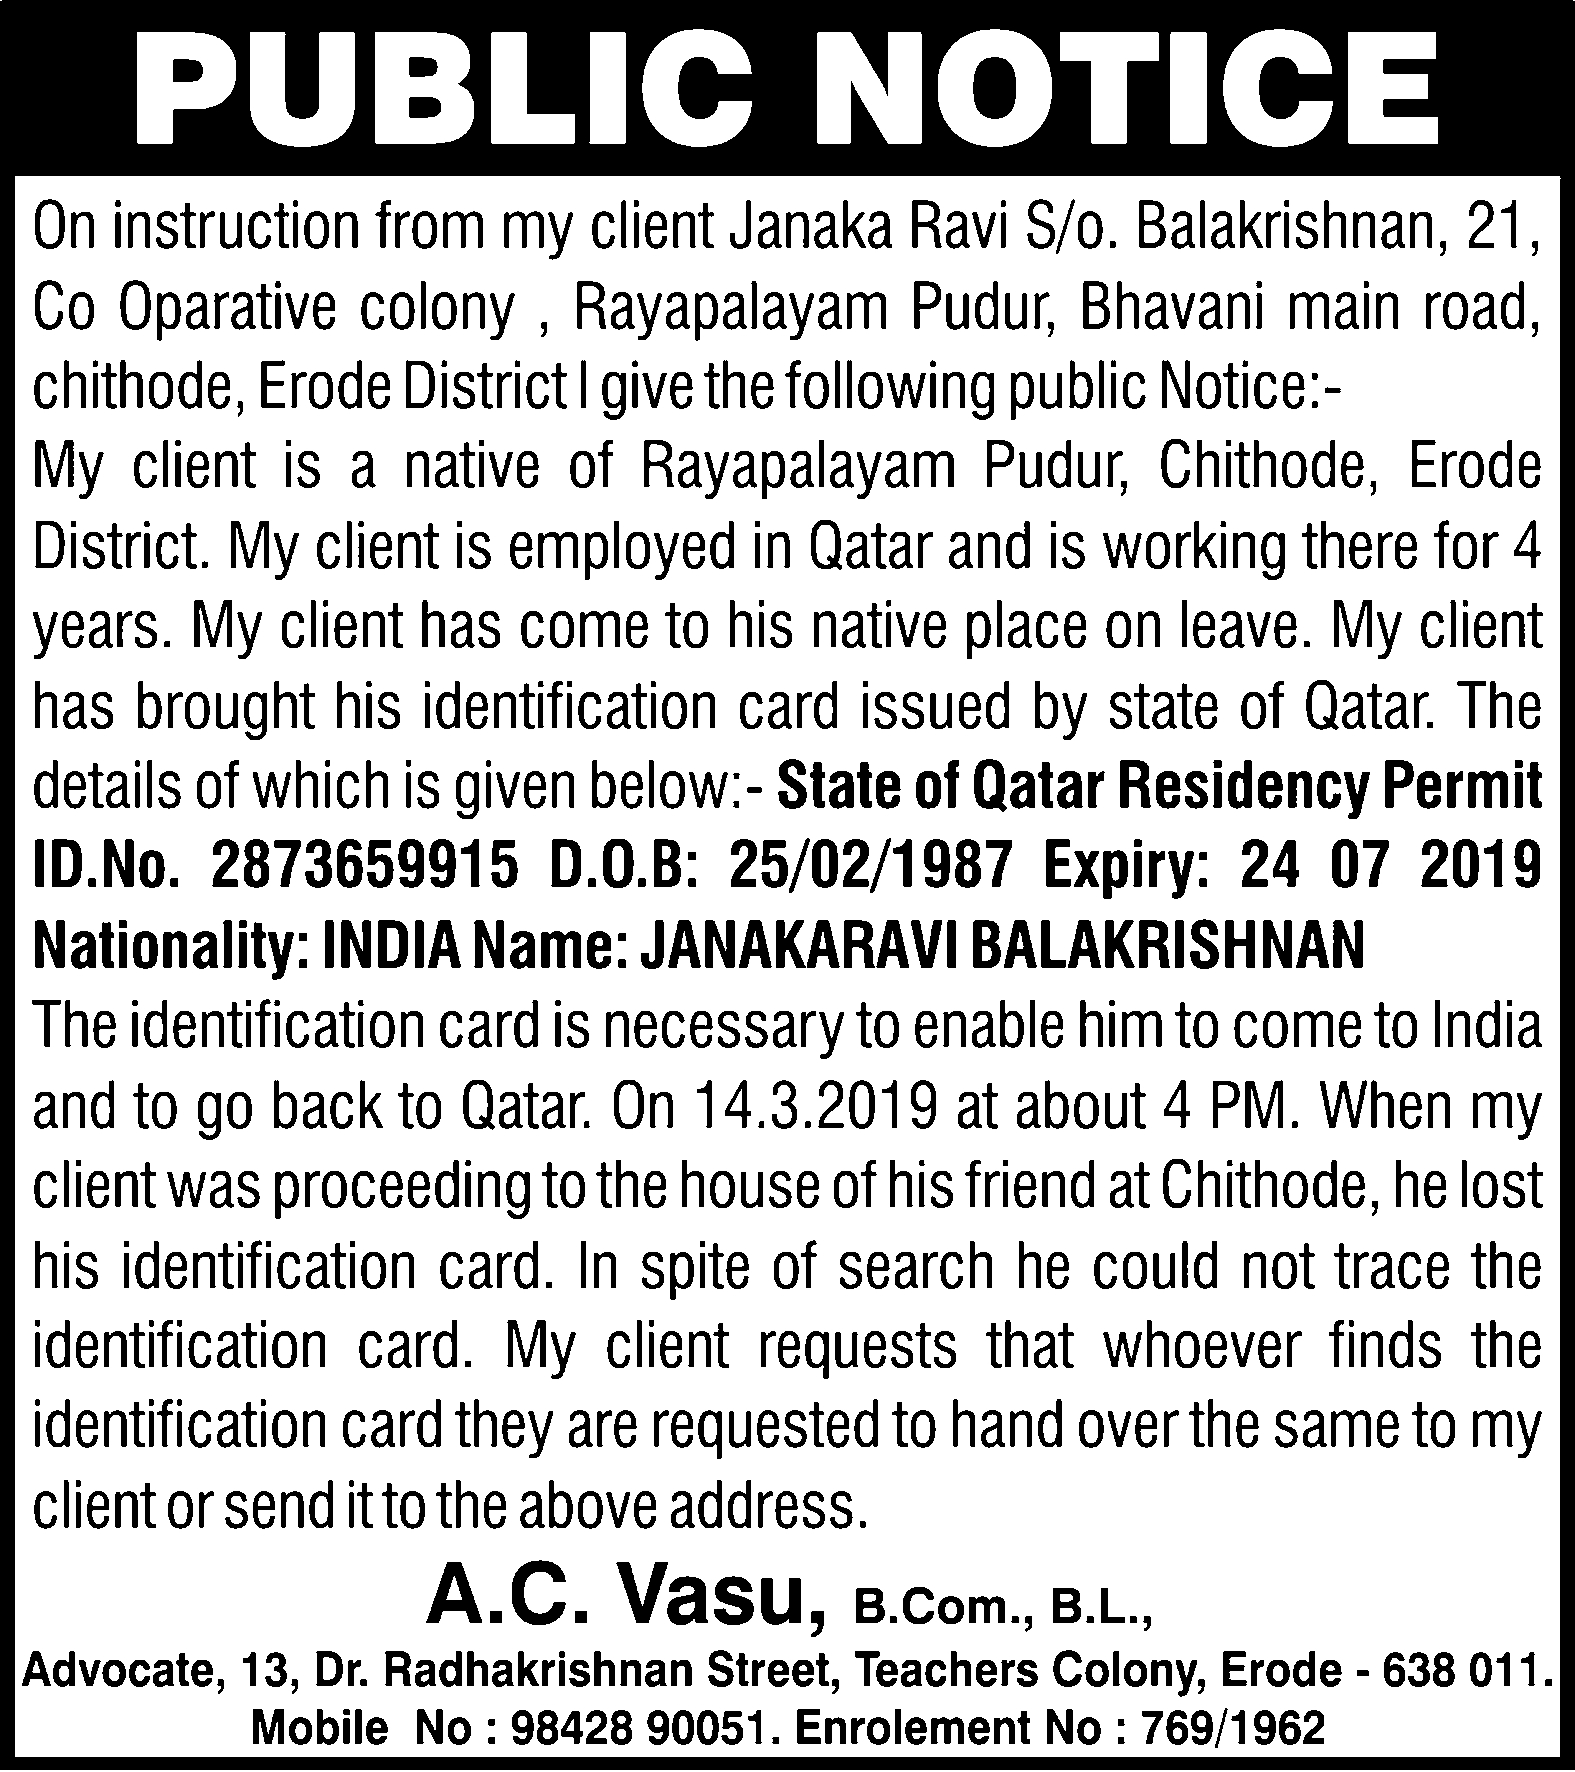 PUBLIC NOTICE
On instruction from my client Janaka Ravi S/o. Balakrishnan, 21,
Co Oparative colony , Rayapalayam Pudur, Bhavani main road,
chithode, Erode District I give the following public Notice:-
My client is a native of Rayapalayam Pudur, Chithode, Erode
District. My client is employed in Qatar and is working there for 4
years. My client has come to his native place on leave. My client
has brought his identification card issued by state of Qatar. The
details of which is given below:- State of Qatar Residency Permit
ID.No. 2873659915 D.O.B: 25/02/1987 Expiry: 24 07 2019
Nationality: INDIA Name: JANAKARAVI BALAKRISHNAN
The identification card is necessary to enable him to come to India
and to go back to Qatar. On 14.3.2019 at about 4 PM. When my
client was proceeding to the house of his friend at Chithode, he lost
his identification card. In spite of search he could not trace the
identification card. My client requests that whoever finds the
identification card they are requested to hand over the same to my
client or send it to the above address.
A.C. Vasu, B.Com., B.L.,
Advocate, 13, Dr. Radhakrishnan Street, Teachers Colony, Erode - 638 011.
Mobile No : 98428 90051. Enrolement No : 769/1962